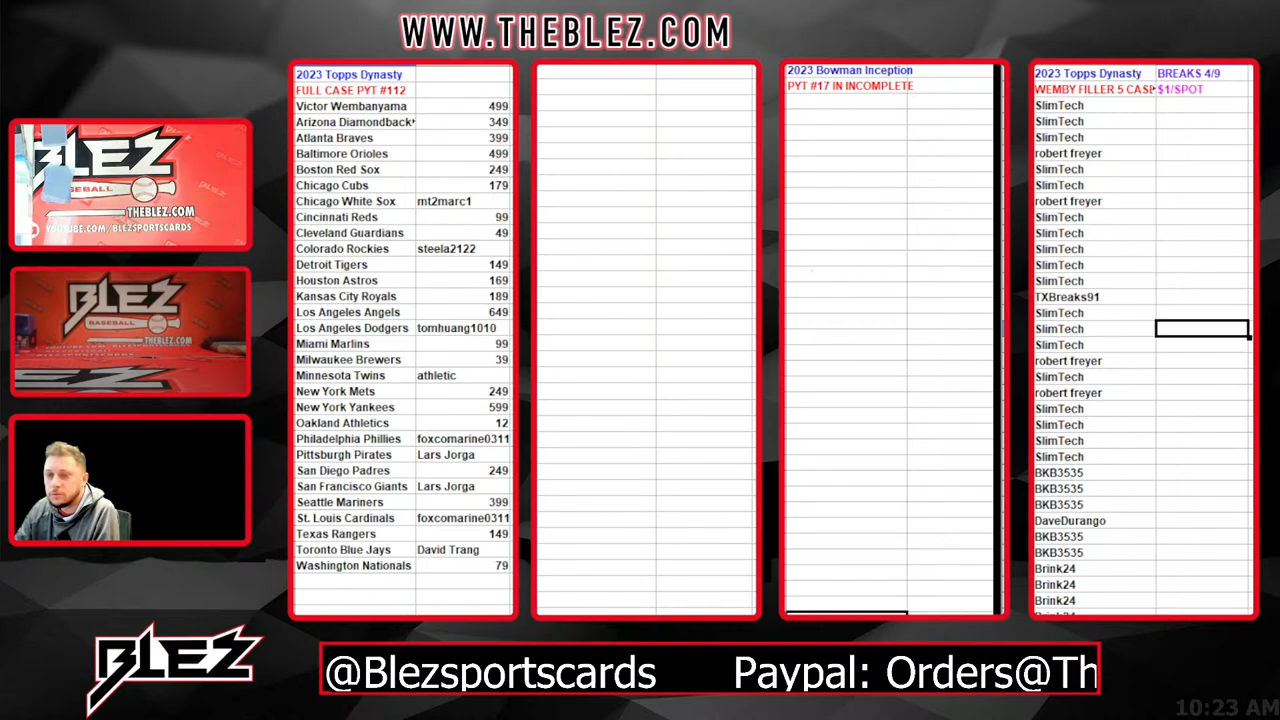 WWW.THEBLEZ.COM
BLEZ
BASEBALL
THEBLEZ.COM
YOUTUBE.COM/BLEZSPORTSCARDS
BLEZ
BASEBALL
THEBLEZ.COM
2023 Topps Dynasty
FULL CASE PYT #112
Victor Wembanyama 499
Arizona Diamondback 349
Atlanta Braves 399
Baltimore Orioles 499
Boston Red Sox 249
Chicago Cubs 179
Chicago White Sox mt2marc1
Cincinnati Reds 99
Cleveland Guardians 49
Colorado Rockies steela2122
Detroit Tigers 149
Houston Astros 169
Kansas City Royals 189
Los Angeles Angels 649
Los Angeles Dodgers tomhuang1010
Miami Marlins 99
Milwaukee Brewers 39
Minnesota Twins athletic
New York Mets 249
New York Yankees 599
Oakland Athletics 12
Philadelphia Phillies foxcomarine0311
Pittsburgh Pirates Lars Jorga
San Diego Padres 249
San Francisco Giants Lars Jorga
Seattle Mariners 399
St. Louis Cardinals foxcomarine0311
Texas Rangers 149
Toronto Blue Jays David Trang
Washington Nationals 79
2023 Bowman Inception
PYT #17 IN INCOMPLETE
2023 Topps Dynasty BREAKS 4/9
WEMBY FILLER 5 CASE $1/SPOT
SlimTech
SlimTech
SlimTech
robert freyer
SlimTech
SlimTech
robert freyer
SlimTech
SlimTech
SlimTech
SlimTech
SlimTech
TXBreaks91
SlimTech
SlimTech
SlimTech
robert freyer
SlimTech
robert freyer
SlimTech
SlimTech
SlimTech
SlimTech
BKB3535
BKB3535
BKB3535
DaveDurango
BKB3535
BKB3535
Brink24
Brink24
Brink24
BLEZ
@Blezsportscards Paypal: Orders@Th
10:23 AM